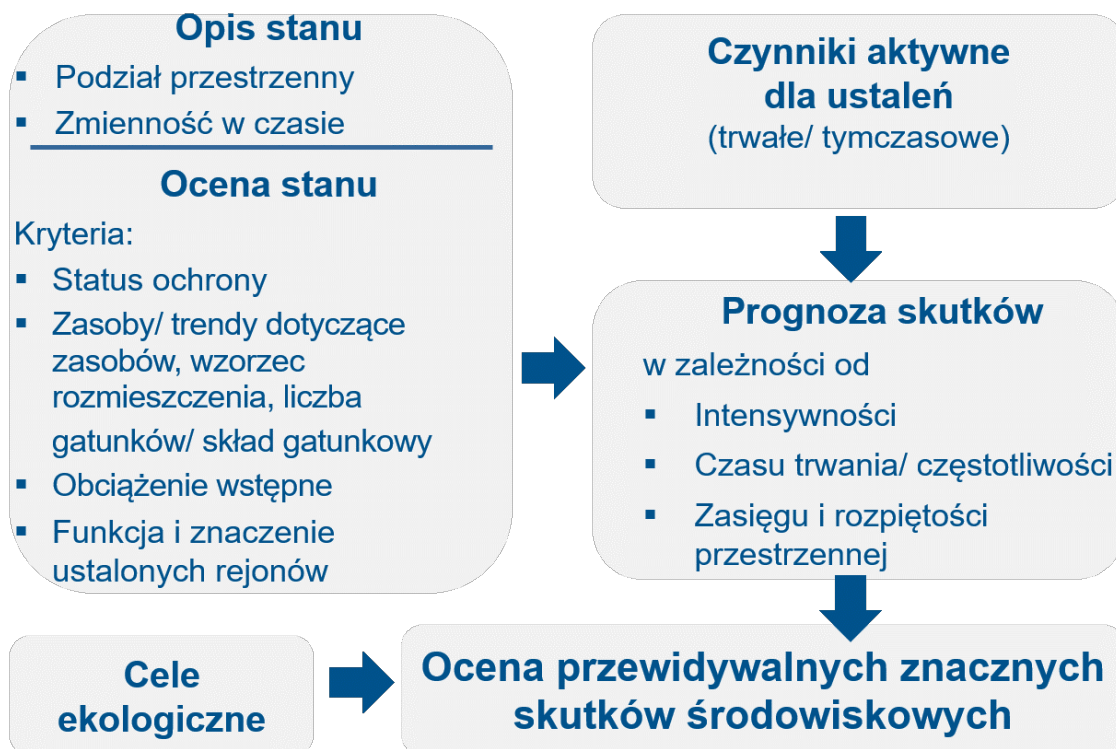 Opis stanu
▪ Podział przestrzenny
▪ Zmienność w czasie
Ocena stanu
Kryteria:
▪ Status ochrony
▪ Zasoby/ trendy dotyczące
zasobów, wzorzec
rozmieszczenia, liczba
gatunków/ skład gatunkowy
▪ Obciążenie wstępne
▪ Funkcja i znaczenie
ustalonych rejonów
Czynniki aktywne
dla ustaleń
(trwałe/ tymczasowe)
Prognoza skutków
w zależności od
▪ Intensywności
▪ Czasu trwania/ częstotliwości
▪ Zasięgu i rozpiętości
przestrzennej
Cele
ekologiczne
Ocena przewidywalnych znacznych
skutków środowiskowych